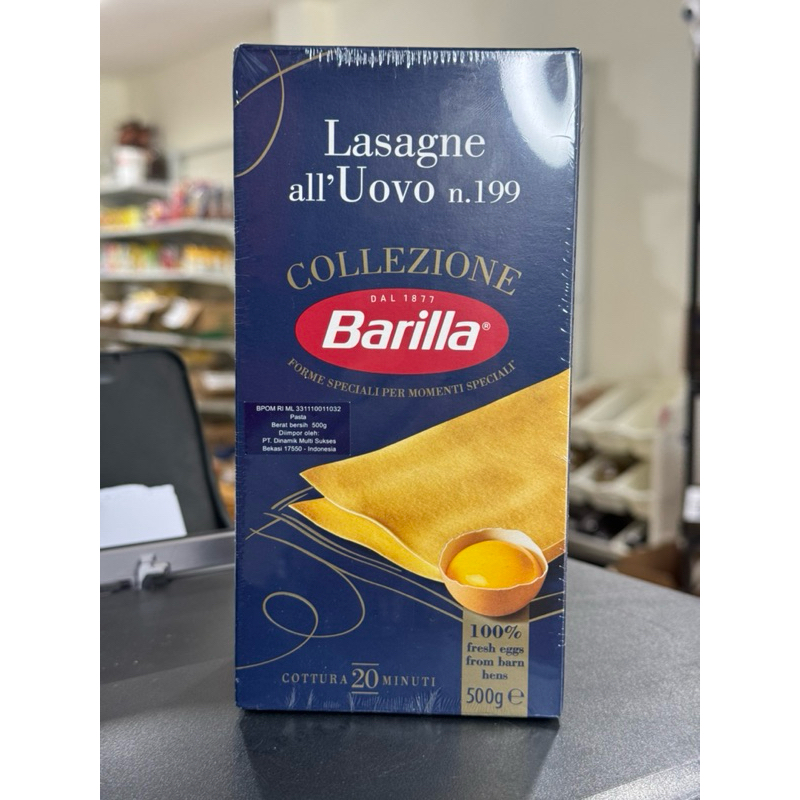 Lasagne
all'Uovo n.199
COLLEZIONE
DAL 1877
Barilla®
FORME SPECIALI PER MOMENTI SPECIALI
BPOM RI ML 331110011032
Pasta
Berat bersih 500g
Diimpor oleh:
PT. Dinamik Multi Sukses
Bekasi 17550 - Indonesia
100%
fresh eggs
from barn
hens
500g ℮
COTTURA 20 MINUTI